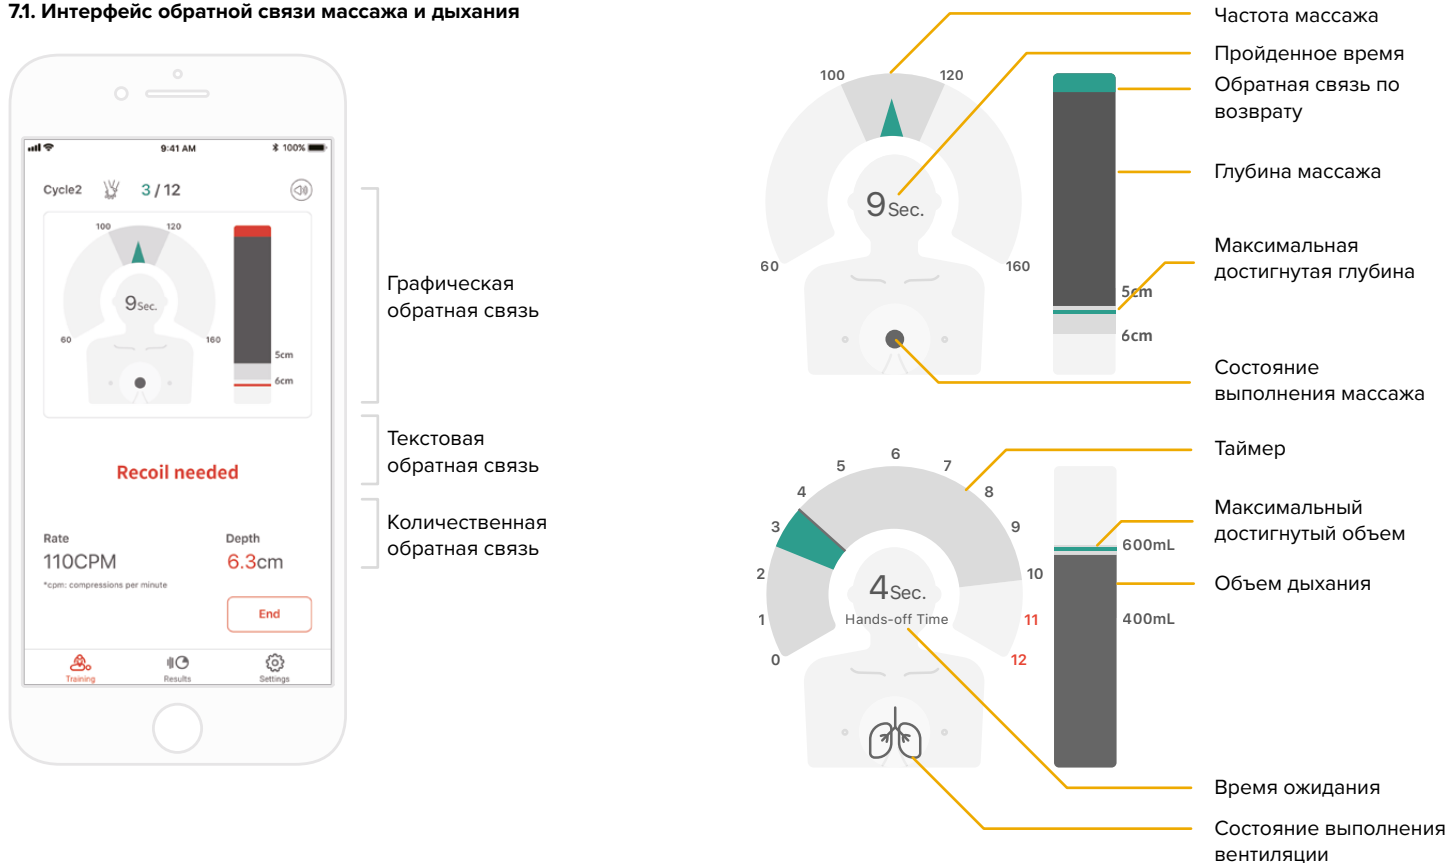 7.1. Интерфейс обратной связи массажа и дыхания
9:41 AM
100%
Cycle2
3 / 12
100
120
9Sec.
60
160
5cm
6cm
Recoil needed
Rate
110CPM
*cpm: compressions per minute
Depth
6.3cm
End
Training
Results
Settings
Графическая
обратная связь
Текстовая
обратная связь
Количественная
обратная связь
100
120
9Sec.
60
160
5cm
6cm
Частота массажа
Пройденное время
Обратная связь по
возврату
Глубина массажа
Максимальная
достигнутая глубина
Состояние
выполнения массажа
0
1
2
3
4
5
6
7
8
9
10
11
12
4Sec.
Hands-off Time
600mL
400mL
Таймер
Максимальный
достигнутый объем
Объем дыхания
Время ожидания
Состояние выполнения
вентиляции